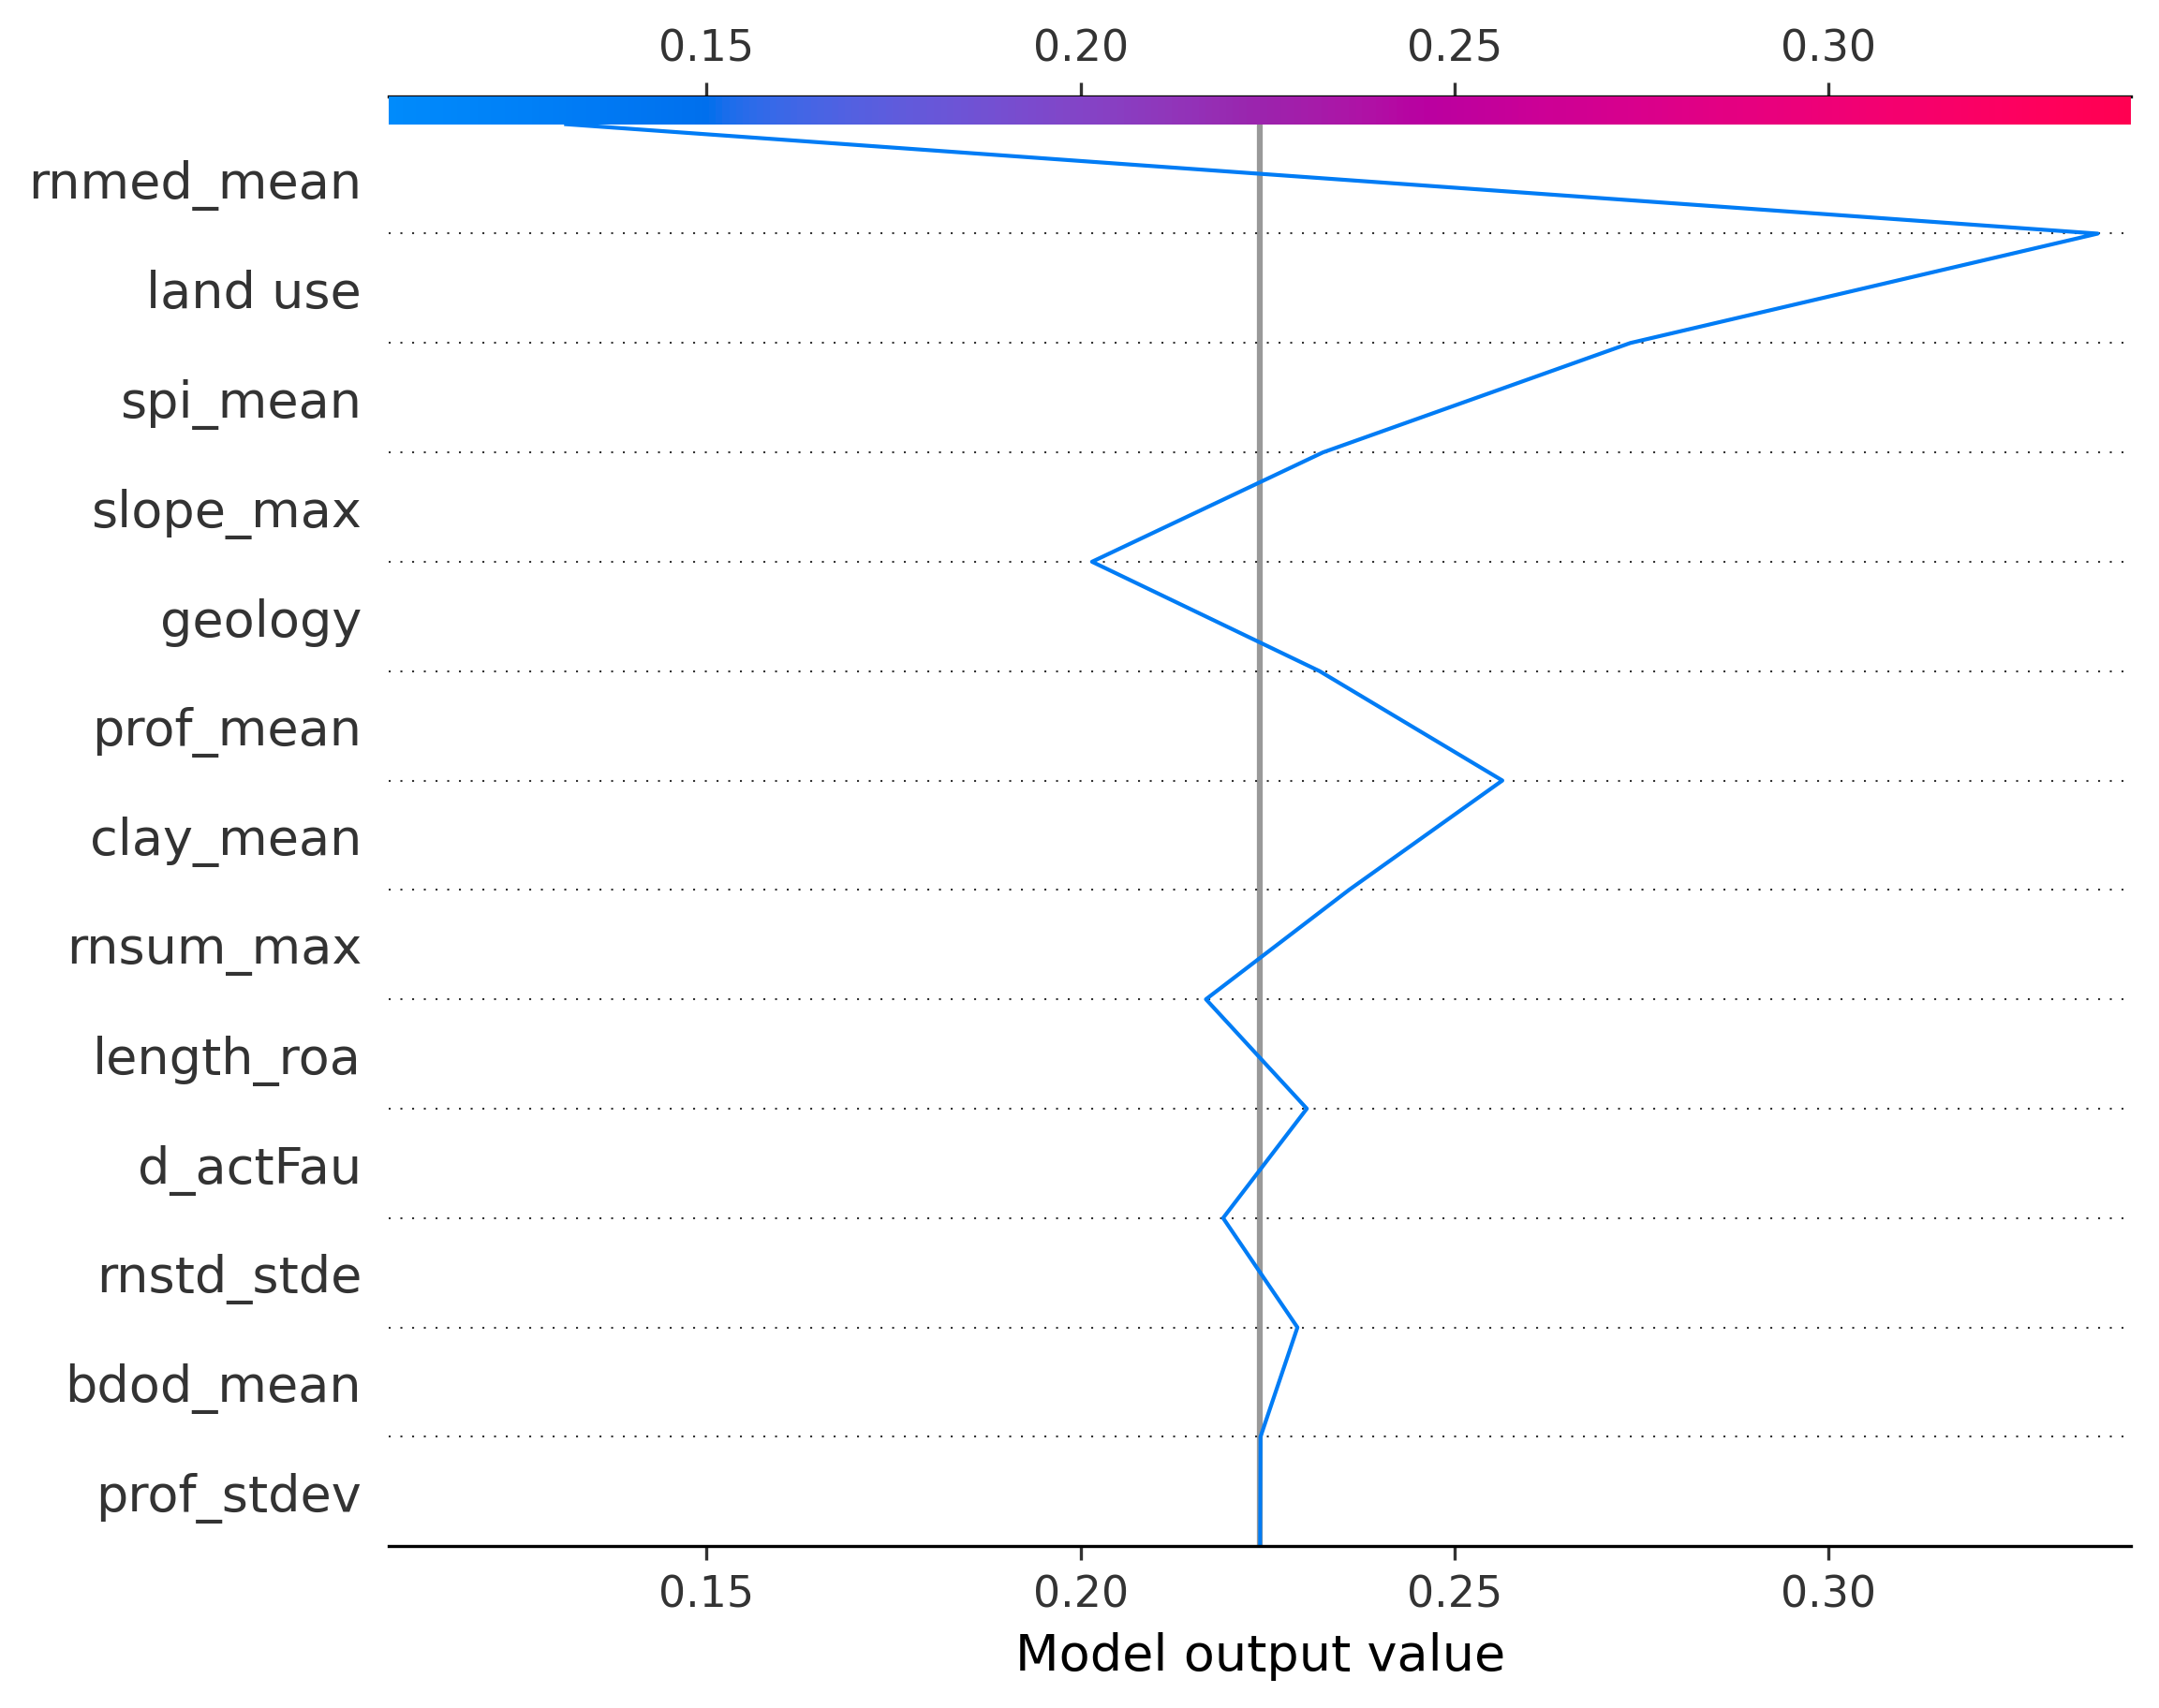 0.15 0.20 0.25 0.30
rnmed_mean
land use
spi_mean
slope_max
geology
prof_mean
clay_mean
rnsum_max
length_roa
d_actFau
rnstd_stde
bdod_mean
prof_stdev
0.15 0.20 0.25 0.30
Model output value